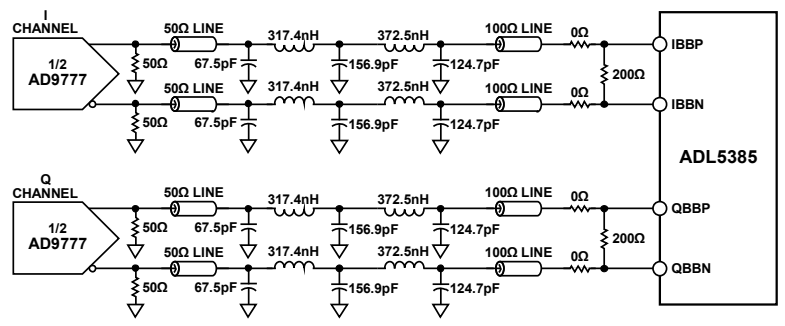 I
CHANNEL
1/2
AD9777
50Ω
50Ω LINE
67.5pF
317.4nH
156.9pF
372.5nH
124.7pF
100Ω LINE
0Ω
IBBP
200Ω
50Ω
50Ω LINE
67.5pF
317.4nH
156.9pF
372.5nH
124.7pF
100Ω LINE
0Ω
IBBN
ADL5385
Q
CHANNEL
1/2
AD9777
50Ω
50Ω LINE
67.5pF
317.4nH
156.9pF
372.5nH
124.7pF
100Ω LINE
0Ω
QBBP
200Ω
50Ω
50Ω LINE
67.5pF
317.4nH
156.9pF
372.5nH
124.7pF
100Ω LINE
0Ω
QBBN